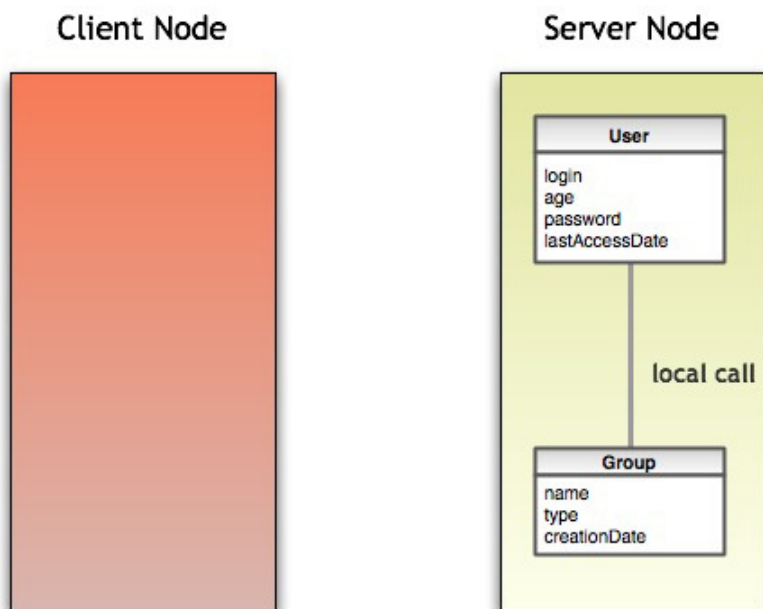 Client Node
Server Node
User
login
age
password
lastAccessDate
local call
Group
name
type
creationDate